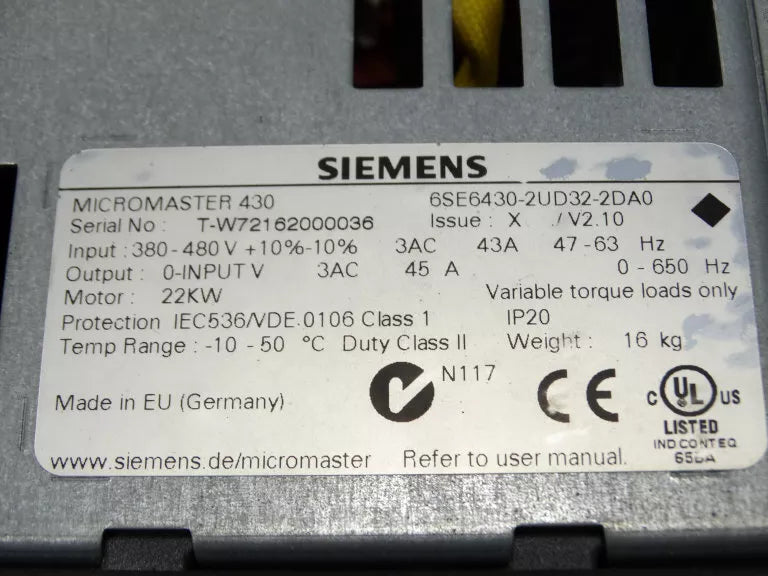 SIEMENS
MICROMASTER 430 6SE6430-2UD32-2DA0
Serial No : T-W72162000036 Issue : X / V2.10
Input : 380-480 V +10%-10% 3AC 43A 47-63 Hz
Output : 0-INPUT V 3AC 45 A 0 - 650 Hz
Motor : 22KW Variable torque loads only
Protection IEC536/VDE.0106 Class 1 IP20
Temp Range : -10 - 50 °C Duty Class II Weight : 16 kg
N117
CE
Made in EU (Germany)
C UL US
LISTED
IND CONT EQ
www.siemens.de/micromaster Refer to user manual.